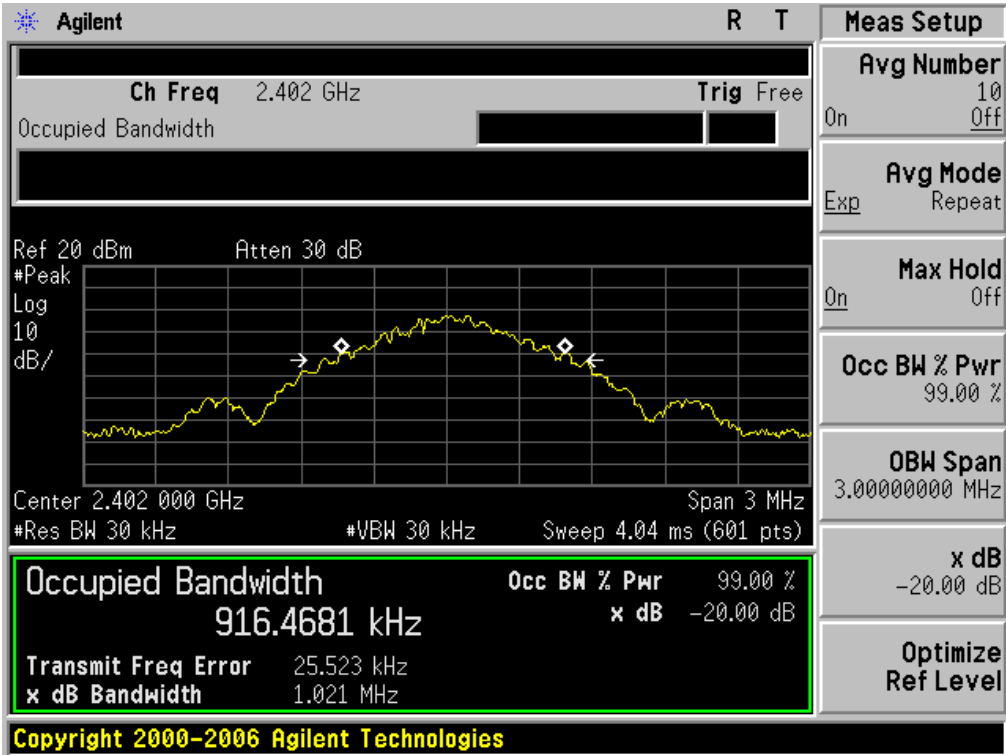 Agilent R T
Ch Freq 2.402 GHz Trig Free
Occupied Bandwidth
Ref 20 dBm Atten 30 dB
#Peak
Log
10
dB/
Center 2.402 000 GHz Span 3 MHz
#Res BW 30 kHz #VBW 30 kHz Sweep 4.04 ms (601 pts)
Occupied Bandwidth Occ BW % Pwr 99.00 %
916.4681 kHz x dB -20.00 dB
Transmit Freq Error 25.523 kHz
x dB Bandwidth 1.021 MHz
Copyright 2000-2006 Agilent Technologies
Meas Setup
Avg Number
10
On Off
Avg Mode
Exp Repeat
Max Hold
On Off
Occ BW % Pwr
99.00 %
OBW Span
3.00000000 MHz
x dB
-20.00 dB
Optimize
Ref Level